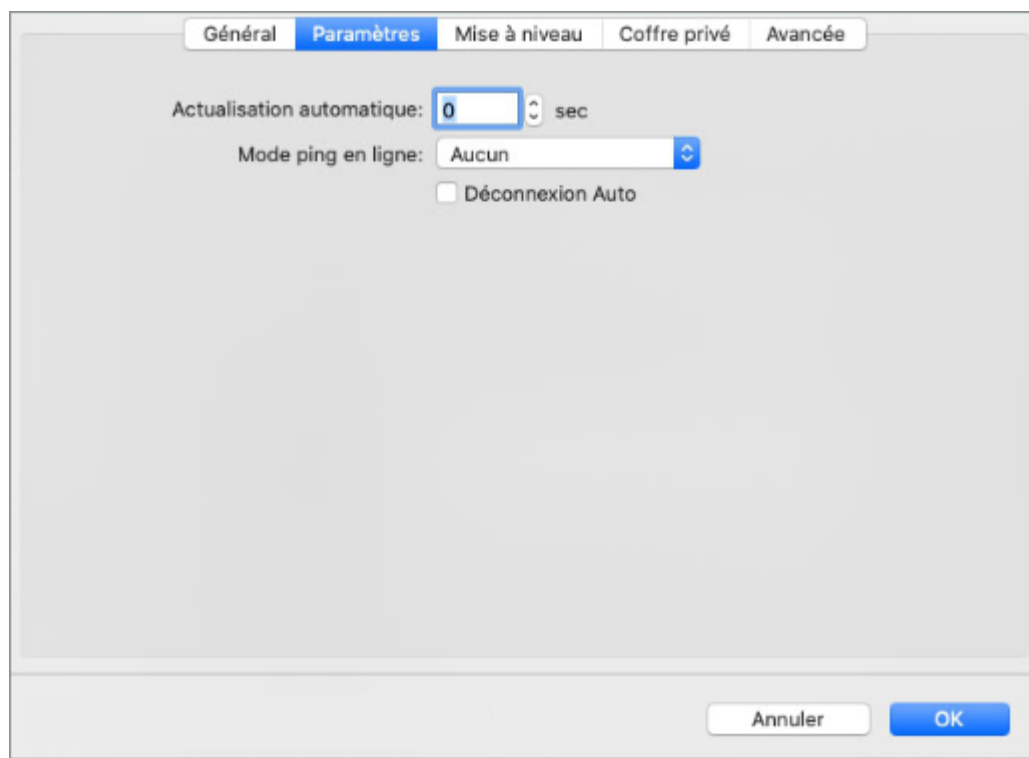 Général Paramètres Mise à niveau Coffre privé Avancée
Actualisation automatique: 0 sec
Mode ping en ligne: Aucun
Déconnexion Auto
Annuler OK